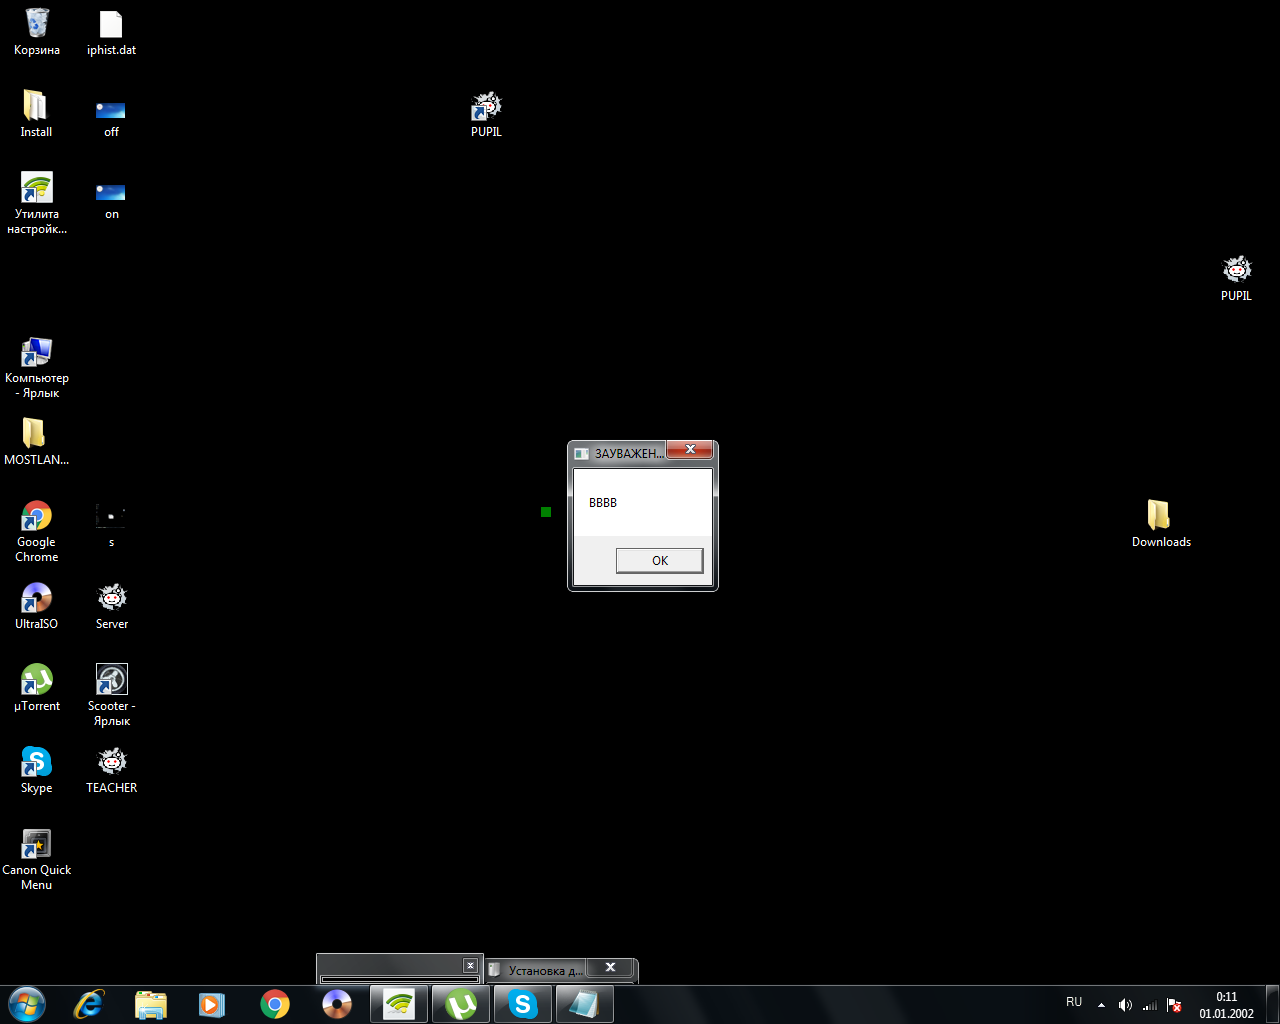 Корзина
iphist.dat
Install
off
PUPIL
Утилита
настройк...
on
PUPIL
Компьютер
- Ярлык
MOSTLAN...
ЗАУВАЖЕН...
BBBB
OK
Google
Chrome
s
Downloads
UltraISO
Server
µTorrent
Scooter -
Ярлык
Skype
TEACHER
Canon Quick
Menu
Установка д...
RU
0:11
01.01.2002